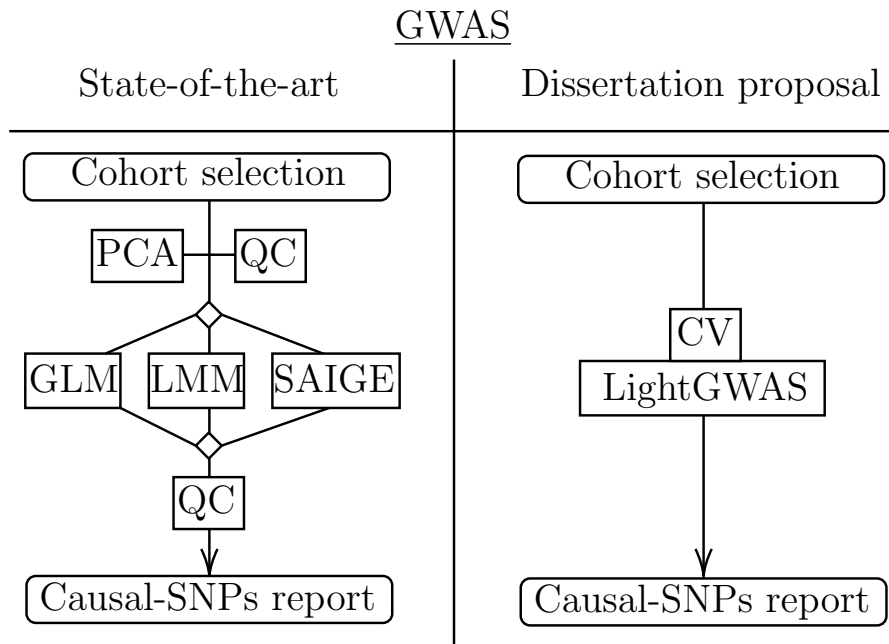 GWAS
State-of-the-art
Dissertation proposal
Cohort selection
PCA
QC
GLM
LMM
SAIGE
QC
Causal-SNPs report
Cohort selection
CV
LightGWAS
Causal-SNPs report